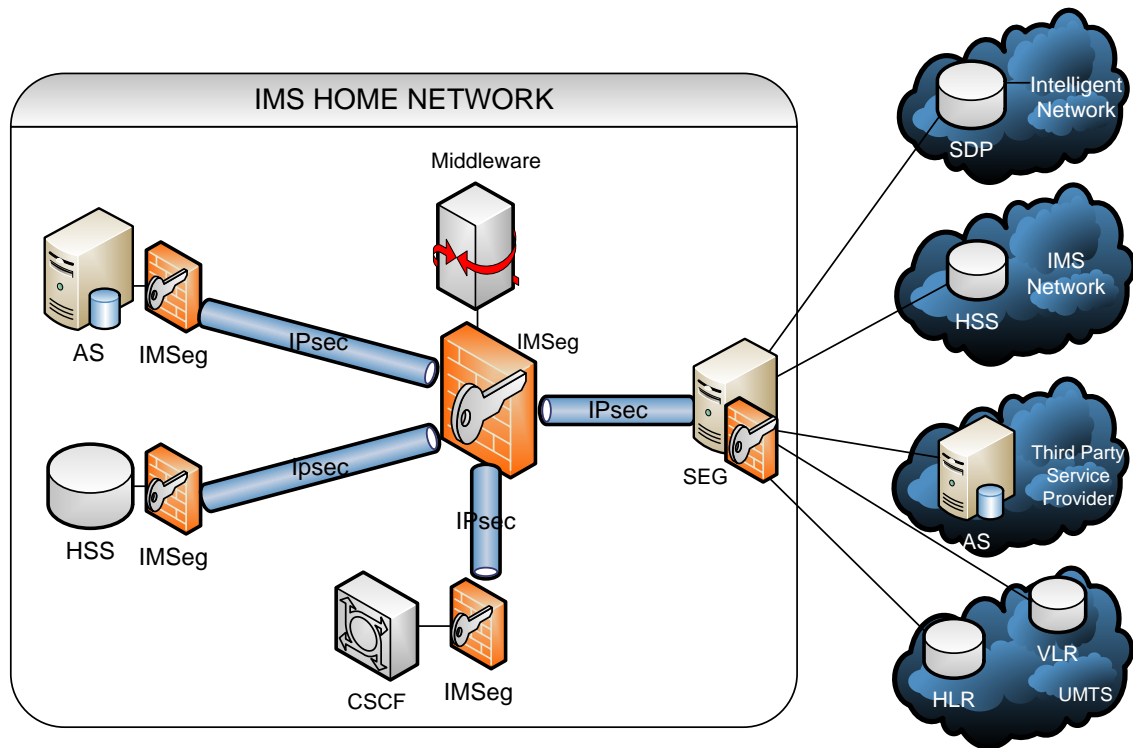 IMS HOME NETWORK
Middleware
AS
IMSeg
IPsec
IMSeg
IPsec
SEG
HSS
IMSeg
Ipsec
IPsec
CSCF
IMSeg
Intelligent
Network
SDP
IMS
Network
HSS
Third Party
Service
Provider
AS
VLR
HLR
UMTS